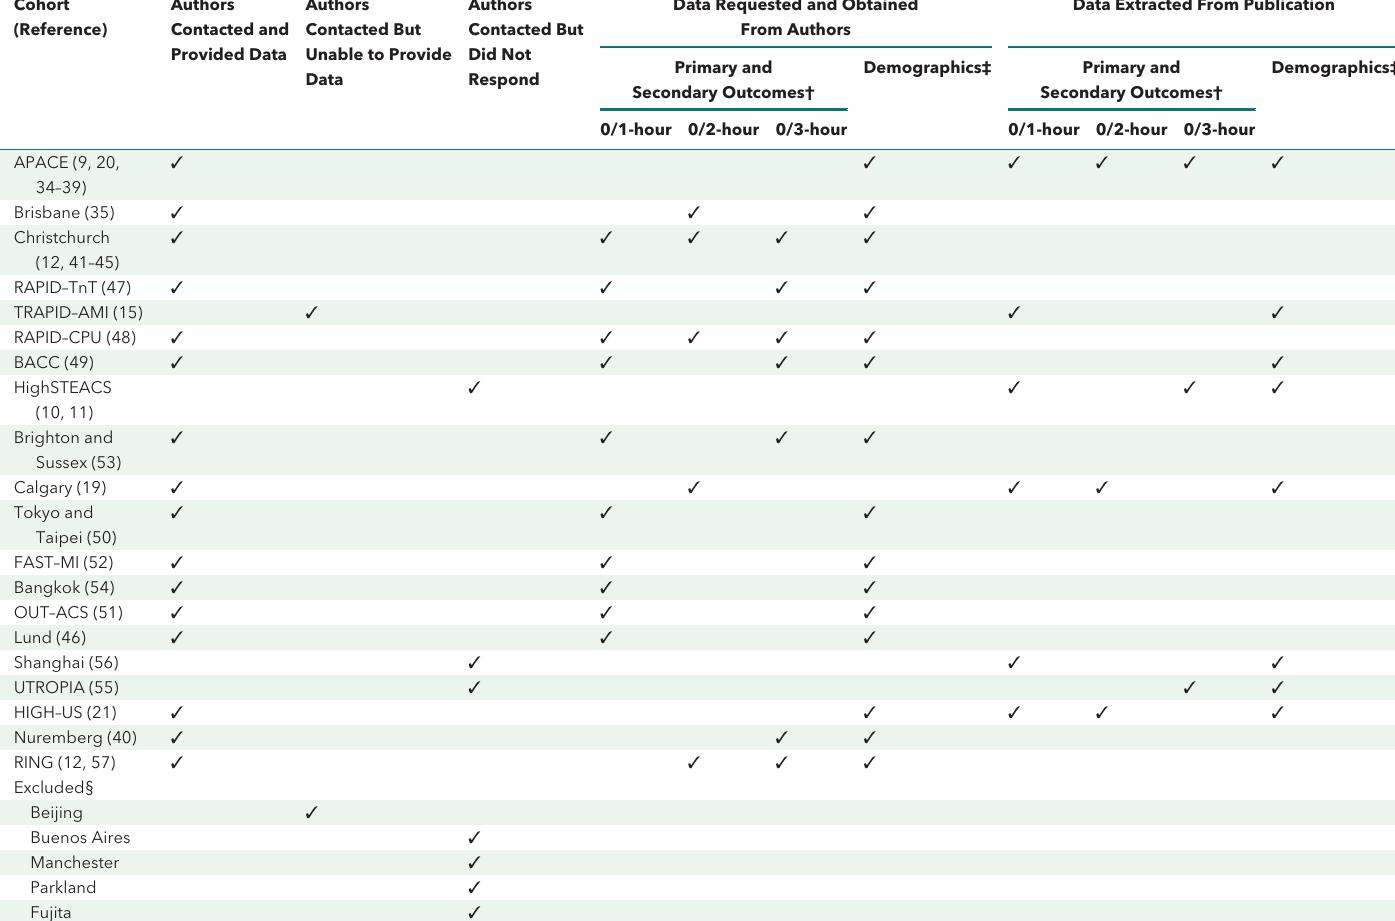 Cohort (Reference) | Authors Contacted and Provided Data | Authors Contacted But Unable to Provide Data | Authors Contacted But Did Not Respond | Data Requested and Obtained From Authors | Data Extracted From Publication
Primary and Secondary Outcomes† | Demographics‡ | Primary and Secondary Outcomes† | Demographics‡
0/1-hour | 0/2-hour | 0/3-hour | 0/1-hour | 0/2-hour | 0/3-hour
APACE (9, 20, ✓ ✓ ✓ ✓ ✓ ✓
34–39)
Brisbane (35) ✓ ✓ ✓
Christchurch ✓ ✓ ✓ ✓ ✓
(12, 41–45)
RAPID–TnT (47) ✓ ✓ ✓ ✓
TRAPID–AMI (15) ✓ ✓ ✓
RAPID–CPU (48) ✓ ✓ ✓ ✓ ✓
BACC (49) ✓ ✓ ✓ ✓ ✓
HighSTEACS ✓ ✓ ✓ ✓
(10, 11)
Brighton and ✓ ✓ ✓ ✓
Sussex (53)
Calgary (19) ✓ ✓ ✓ ✓ ✓
Tokyo and ✓ ✓ ✓
Taipei (50)
FAST–MI (52) ✓ ✓ ✓
Bangkok (54) ✓ ✓ ✓
OUT–ACS (51) ✓ ✓ ✓
Lund (46) ✓ ✓ ✓
Shanghai (56) ✓ ✓ ✓
UTROPIA (55) ✓ ✓ ✓
HIGH–US (21) ✓ ✓ ✓ ✓ ✓
Nuremberg (40) ✓ ✓ ✓
RING (12, 57) ✓ ✓ ✓ ✓
Excluded§
Beijing ✓
Buenos Aires ✓
Manchester ✓
Parkland ✓
Fujita ✓